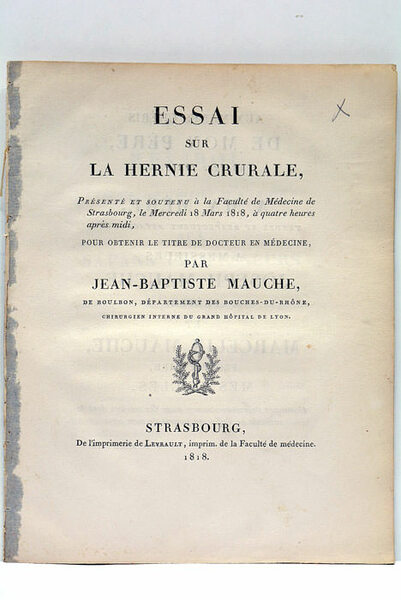 ESSAI
SUR
LA HERNIE CRURALE,
PRÉSENTÉ ET SOUTENU à la Faculté de Médecine de
Strasbourg, le Mercredi 18 Mars 1818, à quatre heures
après midi,
POUR OBTENIR LE TITRE DE DOCTEUR EN MÉDECINE,
PAR
JEAN-BAPTISTE MAUCHE,
DE BOULBON, DÉPARTEMENT DES BOUCHES-DU-RHÔNE,
CHIRURGIEN INTERNE DU GRAND HÔPITAL DE LYON.
STRASBOURG,
De l'imprimerie de LEVRAULT, imprim. de la Faculté de médecine.
1818.